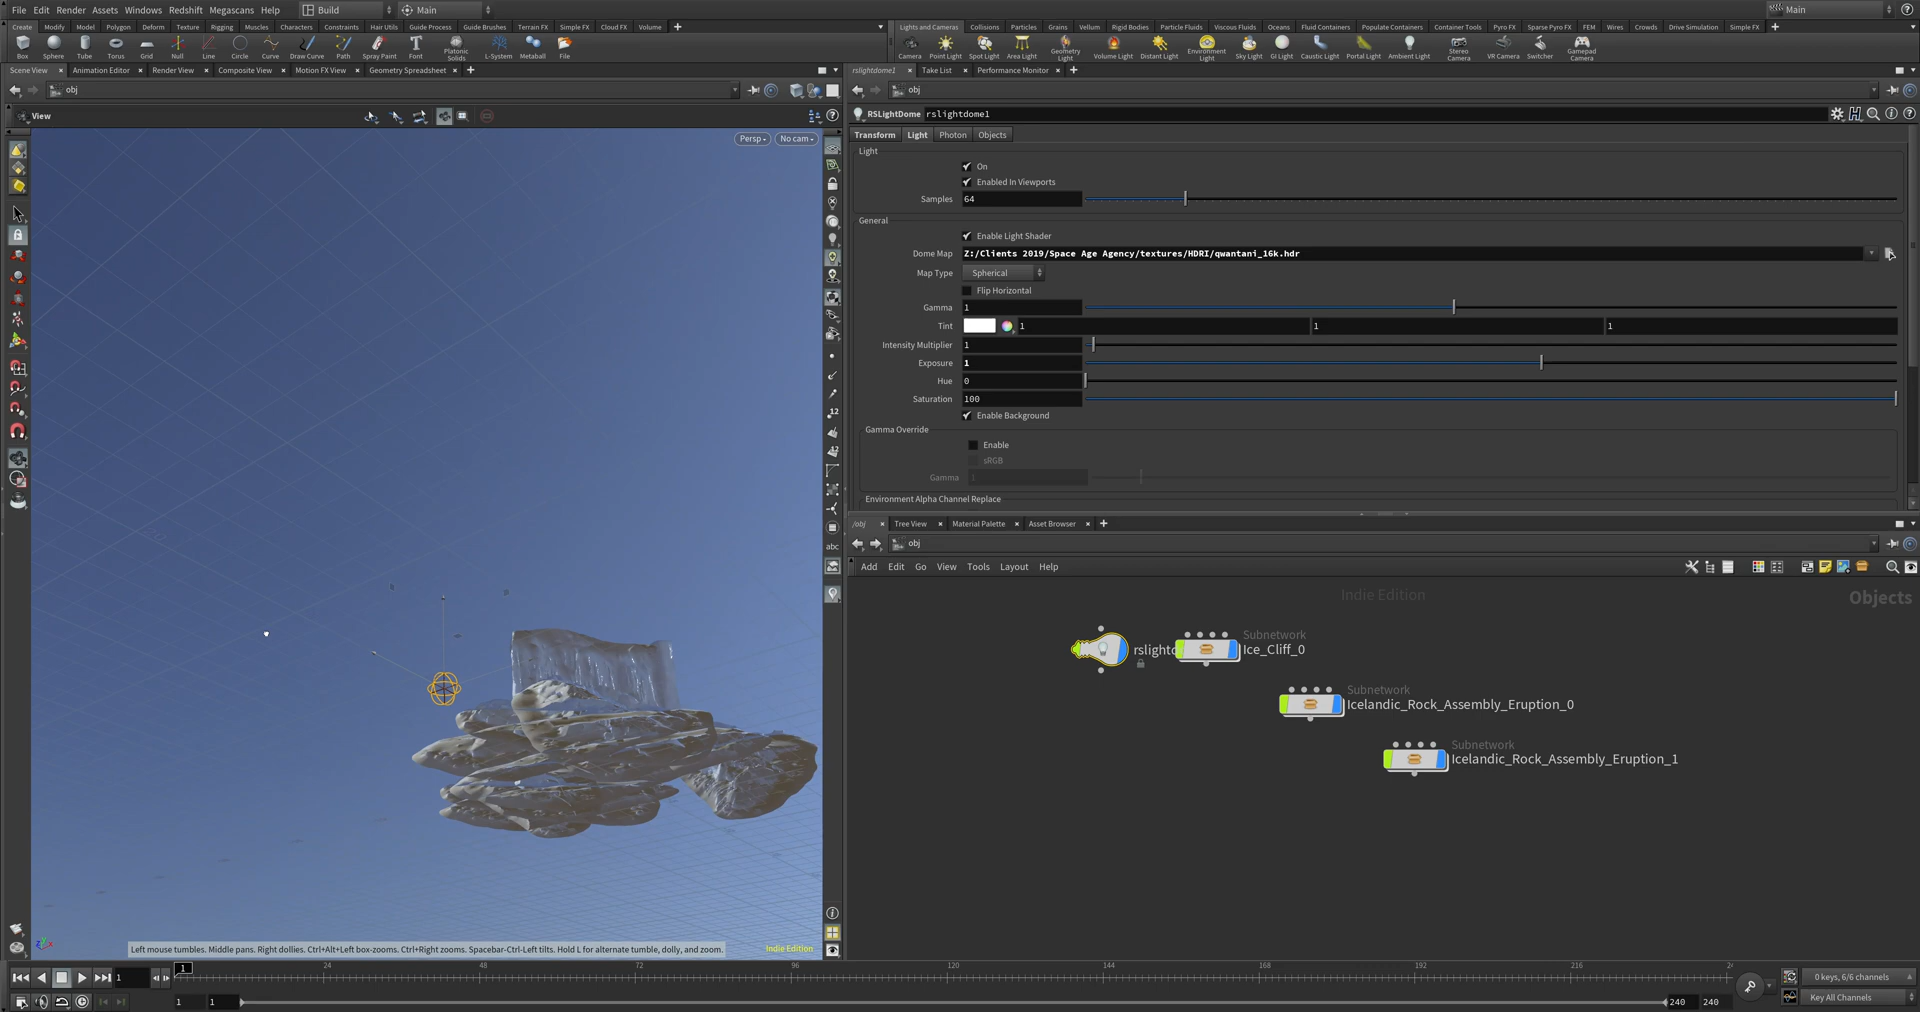 File Edit Render Assets Windows Redshift Megascans Help Build Main Main
Create Modify Model Polygon Deform Texture Rigging Muscles Characters Constraints Hair Utils Guide Process Guide Brushes Terrain FX Simple FX Cloud FX Volume
Lights and Cameras Collisions Particles Grains Vellum Rigid Bodies Particle Fluids Viscous Fluids Oceans Fluid Containers Populate Containers Container Tools Pyro FX Sparse Pyro FX FEM Wires Crowds Drive Simulation Simple FX
Box Sphere Tube Torus Grid Null Line Circle Curve Draw Curve Path Spray Paint Font Platonic Solids L-System Metaball File
Camera Point Light Spot Light Area Light Geometry Light Volume Light Distant Light Environment Light Sky Light GI Light Caustic Light Portal Light Ambient Light Stereo Camera VR Camera Switcher Gamepad Camera
Scene View Animation Editor Render View Composite View Motion FX View Geometry Spreadsheet
rslightdome1 Take List Performance Monitor
obj
obj
View
Persp No cam
RSLightDome rslightdome1
Transform Light Photon Objects
Light
On
Enabled In Viewports
Samples 64
General
Enable Light Shader
Dome Map Z:/Clients 2019/Space Age Agency/textures/HDRI/qwantani_16k.hdr
Map Type Spherical
Flip Horizontal
Gamma 1
Tint 1 1 1
Intensity Multiplier 1
Exposure 1
Hue 0
Saturation 100
Enable Background
Gamma Override
Enable
sRGB
Gamma 1
Environment Alpha Channel Replace
/obj Tree View Material Palette Asset Browser
obj
Add Edit Go View Tools Layout Help
Indie Edition
Objects
Subnetwork
Ice_Cliff_0
Subnetwork
Icelandic_Rock_Assembly_Eruption_0
Subnetwork
Icelandic_Rock_Assembly_Eruption_1
12
12
abc
Left mouse tumbles. Middle pans. Right dollies. Ctrl+Alt+Left box-zooms. Ctrl+Right zooms. Spacebar-Ctrl-Left tilts. Hold L for alternate tumble, dolly, and zoom.
Indie Edition
1 1 24 48 72 96 120 144 168 192 216
0 keys, 6/6 channels
1 1 240 240
Key All Channels